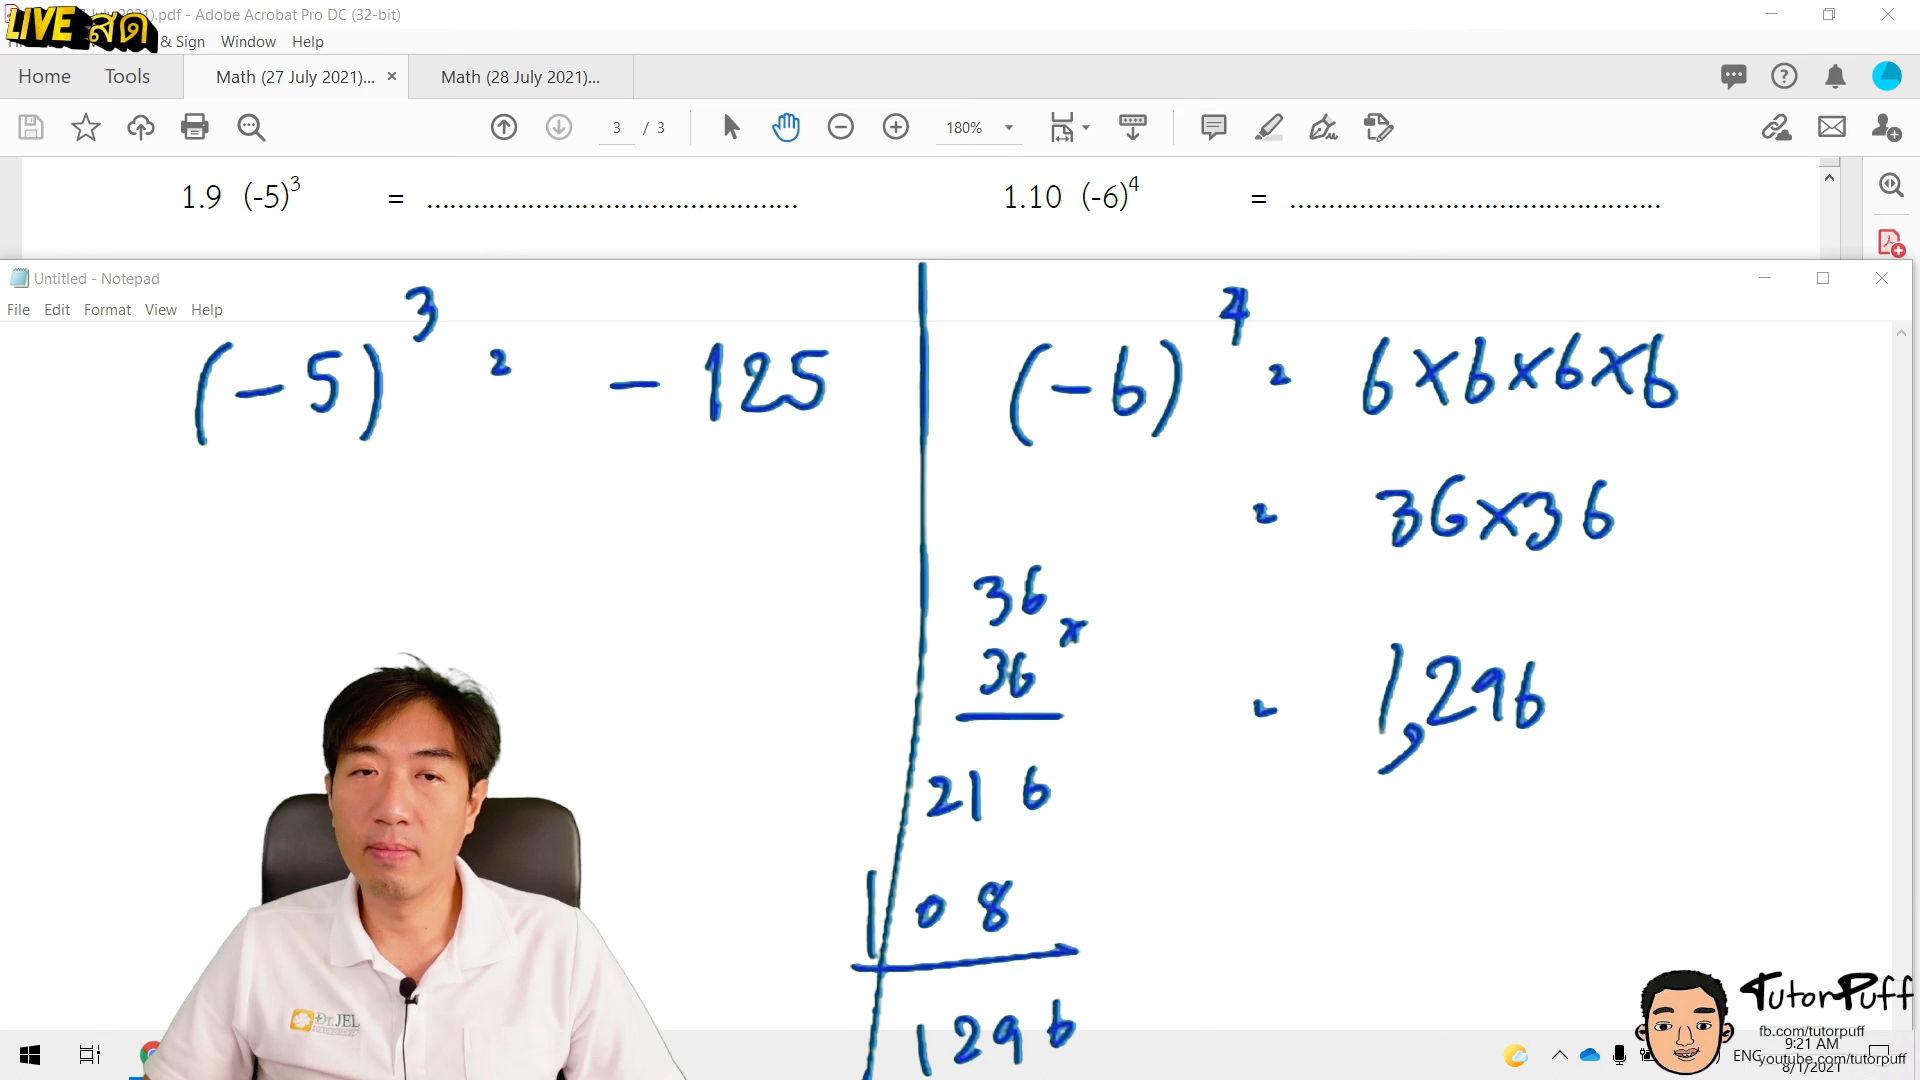 LIVE สด
.pdf - Adobe Acrobat Pro DC (32-bit)
& Sign Window Help
Home Tools Math (27 July 2021)... × Math (28 July 2021)...
3 / 3 180%
1.9 (-5)³ = ................................................
1.10 (-6)⁴ = ................................................
Untitled - Notepad
File Edit Format View Help
(-5)³ = -125
(-6)⁴ = 6×6×6×6
= 36×36
36 ×
36
= 1,296
216
108
1296
Dr.JEL
TutorPuff
fb.com/tutorpuff
9:21 AM
ENG
youtube.com/tutorpuff
8/1/2021